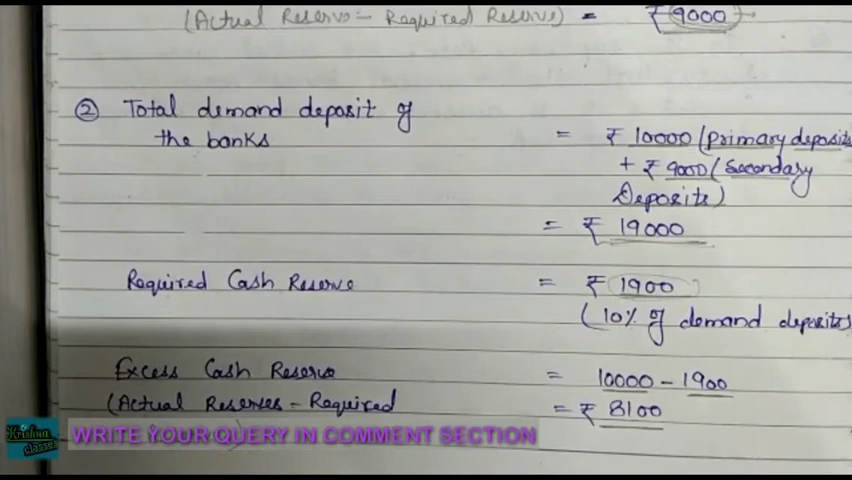 (Actual Reserve - Required Reserve) = ₹ 9000
② Total demand deposit of
the banks = ₹ 10000 (Primary deposits
+ ₹ 9000 (Secondary
Deposits)
= ₹ 19000
Required Cash Reserve = ₹ 1900
(10% of demand deposits)
Excess Cash Reserve = 10000 - 1900
(Actual Reserves - Required = ₹ 8100
Krishna
Classes
WRITE YOUR QUERY IN COMMENT SECTION